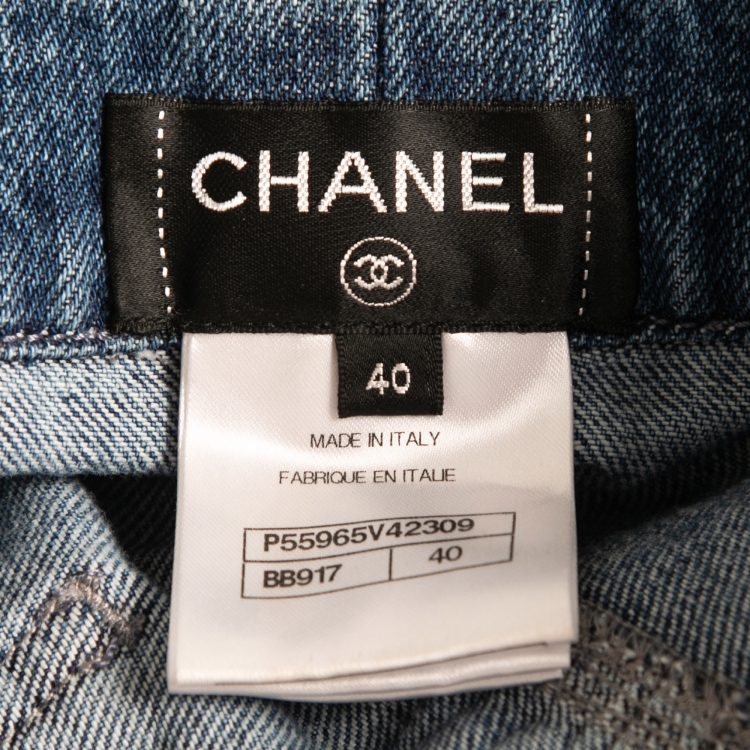 CHANEL
40
MADE IN ITALY
FABRIQUE EN ITALIE
P55965V42309
BB917 40